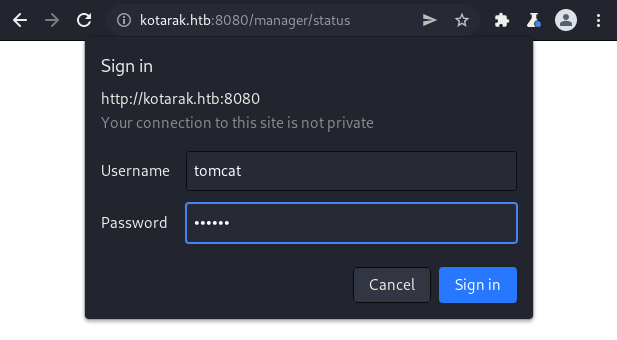 kotarak.htb:8080/manager/status
Sign in
http://kotarak.htb:8080
Your connection to this site is not private
Username tomcat
Password ••••••
Cancel Sign in